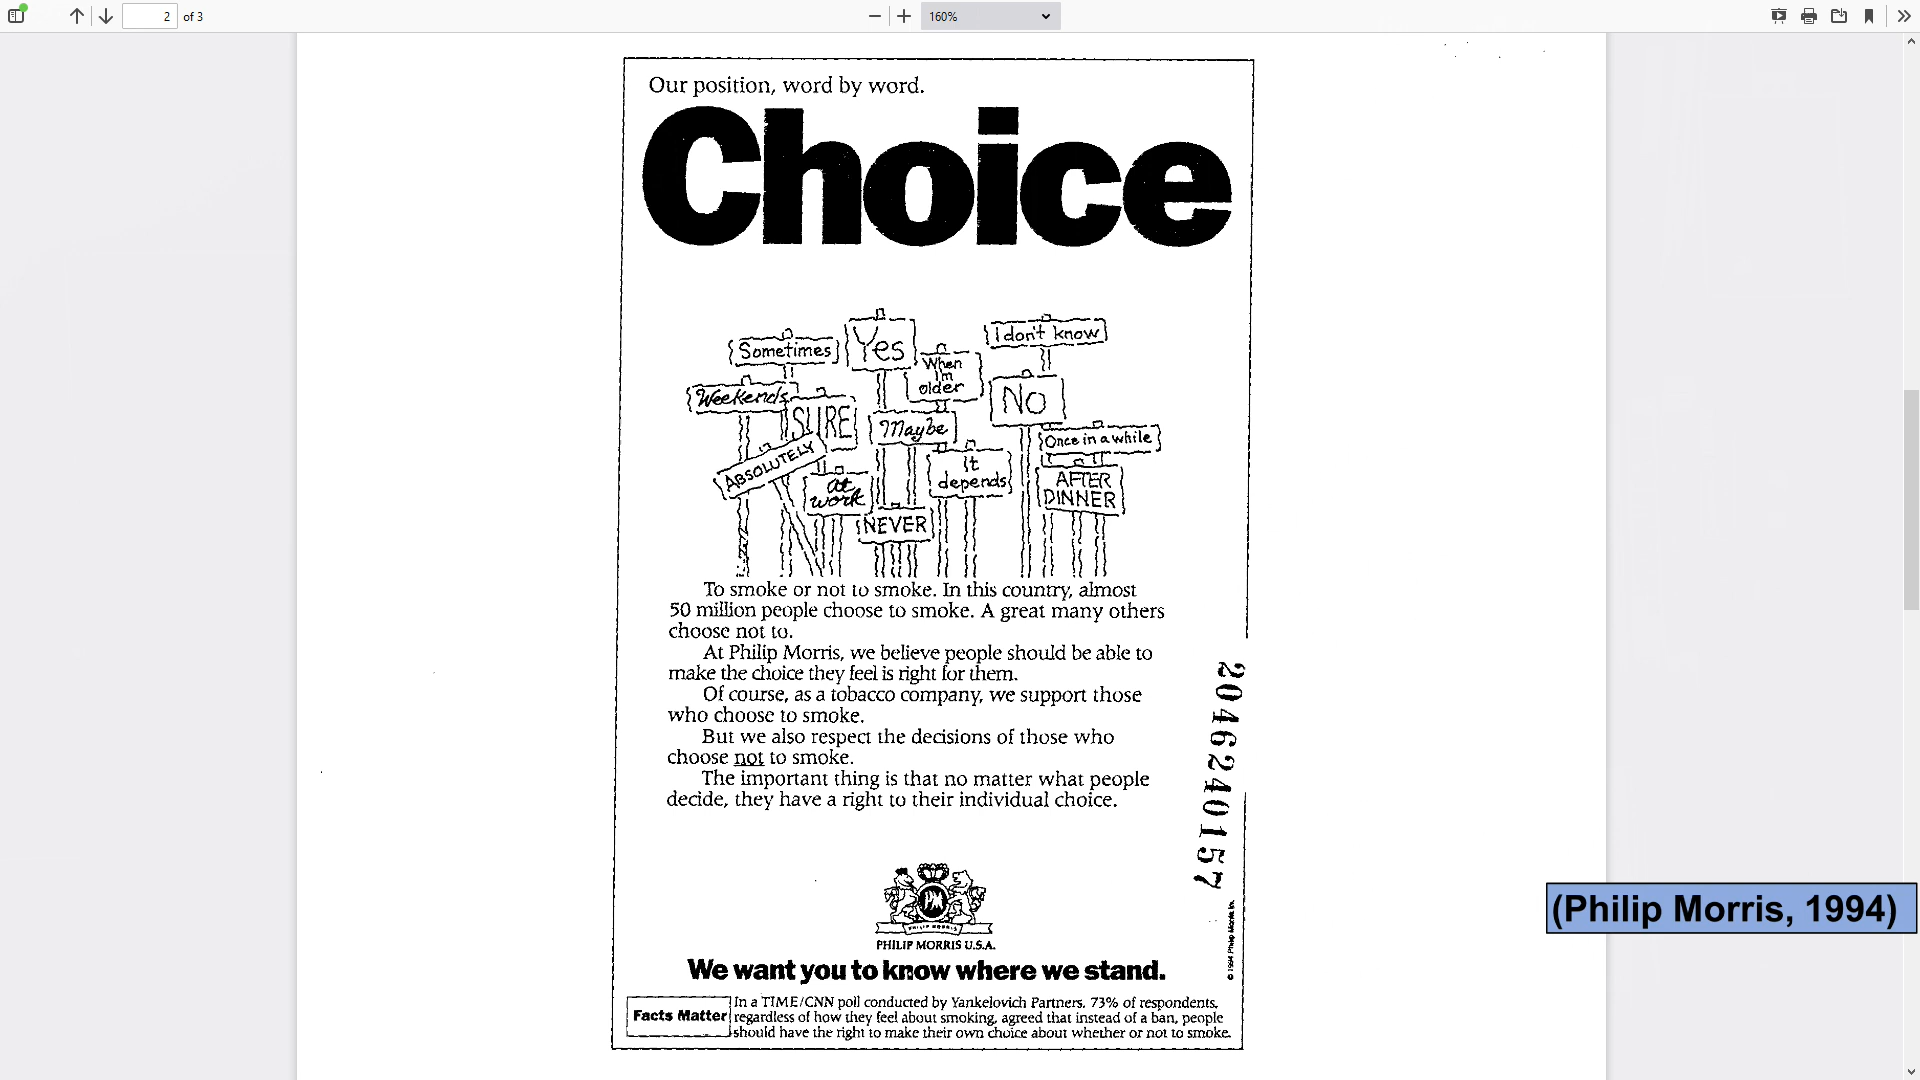 2
of 3
160%
Our position, word by word.
Choice
Sometimes
Yes
I don't know
When
I'm
older
Weekends
SURE
NO
Maybe
Once in a while
ABSOLUTELY
It
depends
at
work
AFTER
DINNER
NEVER
To smoke or not to smoke. In this country, almost
50 million people choose to smoke. A great many others
choose not to.
At Philip Morris, we believe people should be able to
make the choice they feel is right for them.
Of course, as a tobacco company, we support those
who choose to smoke.
But we also respect the decisions of those who
choose not to smoke.
The important thing is that no matter what people
decide, they have a right to their individual choice.
2046240157
(Philip Morris, 1994)
PM
PHILIP MORRIS
PHILIP MORRIS U.S.A.
© 1994 Philip Morris Inc.
We want you to know where we stand.
Facts Matter
In a TIME/CNN poll conducted by Yankelovich Partners, 73% of respondents,
regardless of how they feel about smoking, agreed that instead of a ban, people
should have the right to make their own choice about whether or not to smoke.